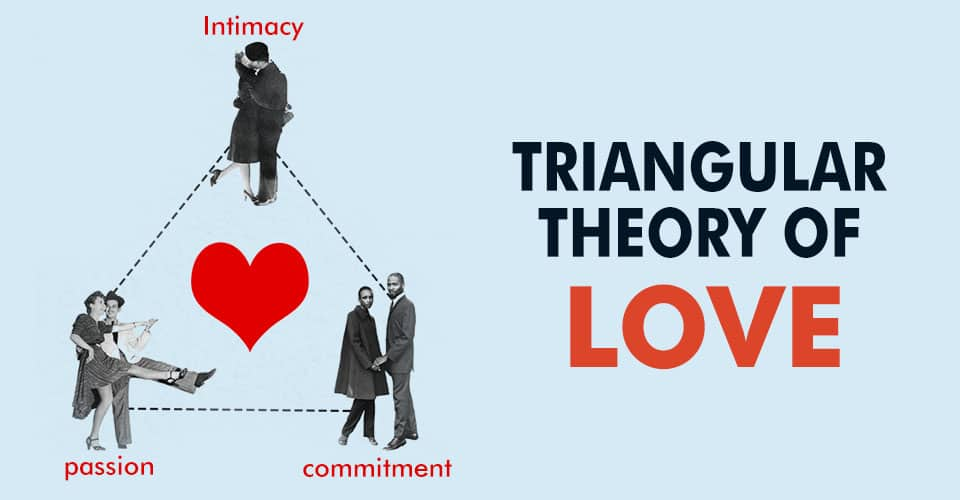 Intimacy
passion
commitment
TRIANGULAR
THEORY OF
LOVE